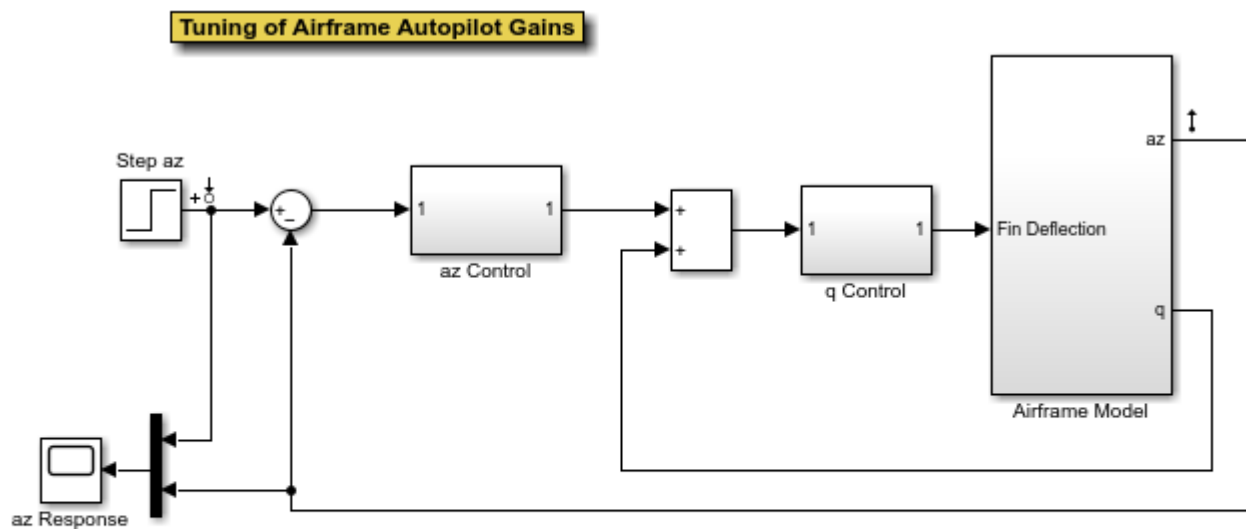 Tuning of Airframe Autopilot Gains
Step az
+
+
−
1
1
az Control
+
+
1
1
q Control
Fin Deflection
az
q
Airframe Model
az Response